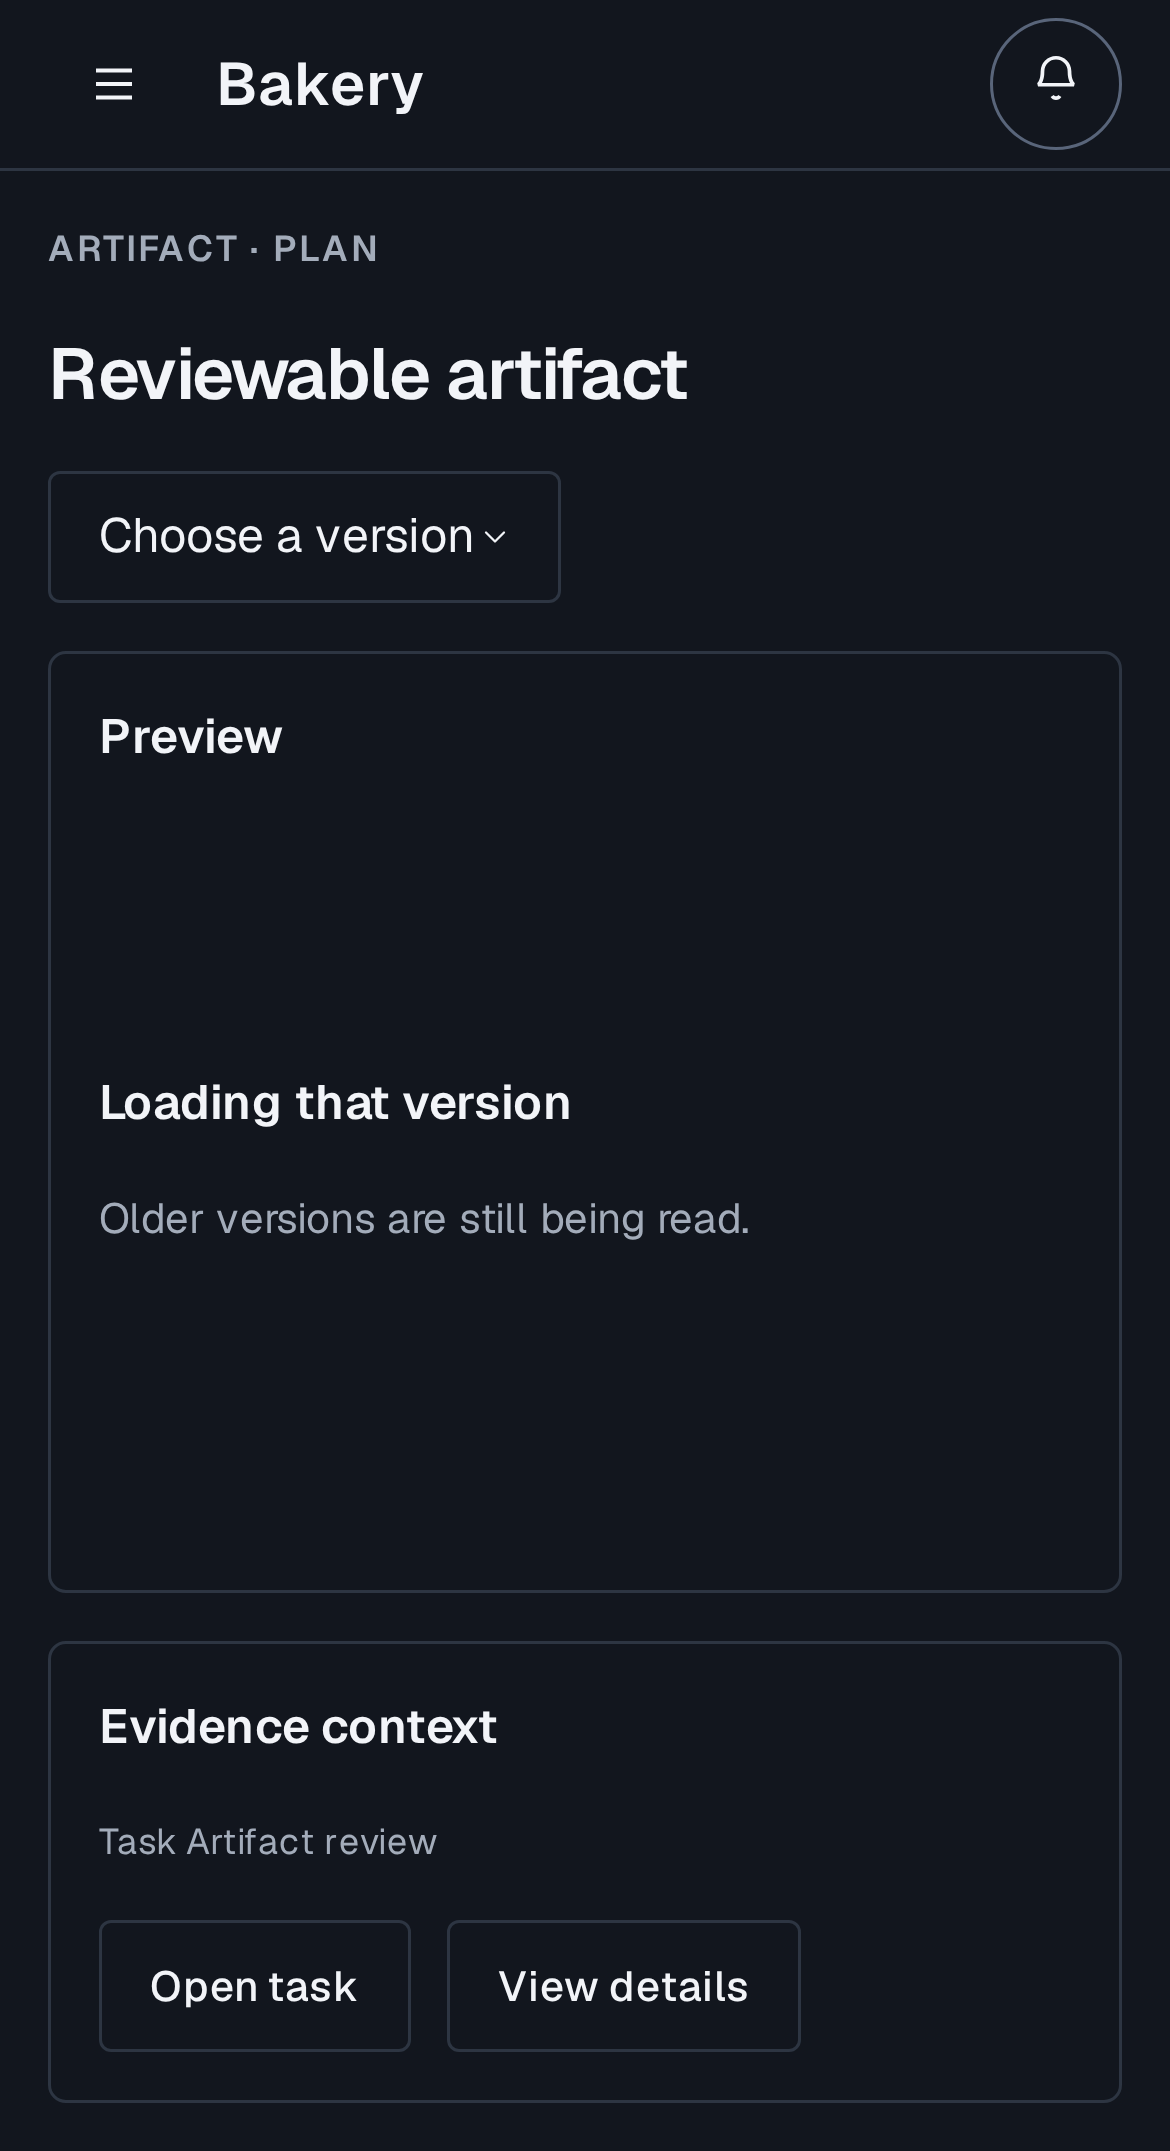 Bakery
ARTIFACT · PLAN
Reviewable artifact
Choose a version
Preview
Loading that version
Older versions are still being read.
Evidence context
Task Artifact review
Open task
View details